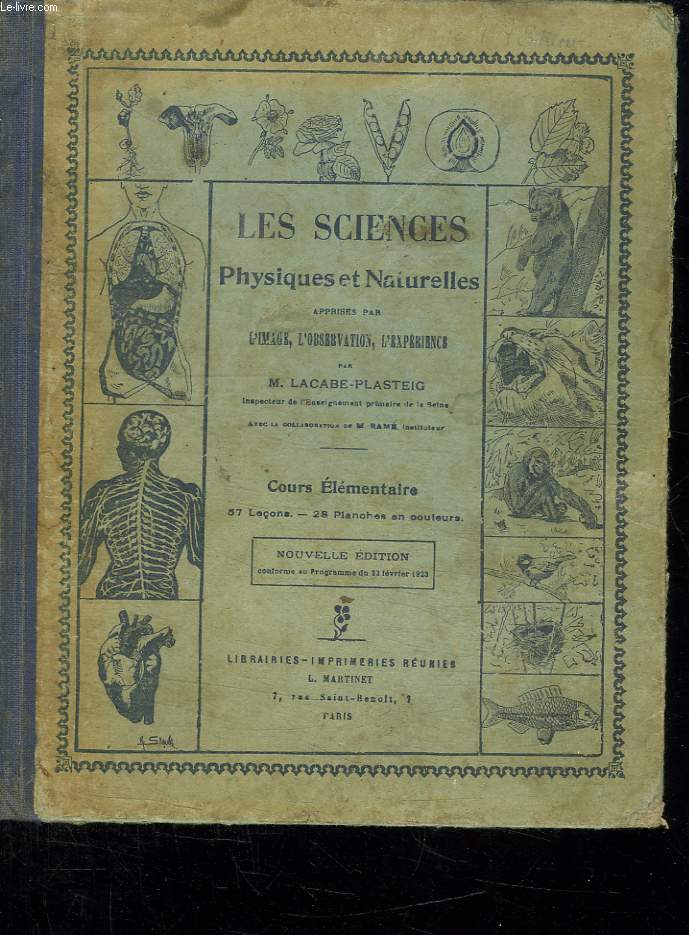 Le-livre.com
LES SCIENCES
Physiques et Naturelles
APPRISES PAR
L'IMAGE, L'OBSERVATION, L'EXPÉRIENCE
PAR
M. LACABE-PLASTEIG
Inspecteur de l'Enseignement primaire de la Seine
AVEC LA COLLABORATION DE M. RAMÉ, Instituteur
Cours Élémentaire
57 Leçons. — 28 Planches en couleurs.
NOUVELLE ÉDITION
conforme au Programme du 23 février 1923
LIBRAIRIES-IMPRIMERIES RÉUNIES
L. MARTINET
7, rue Saint-Benoît, 7
PARIS